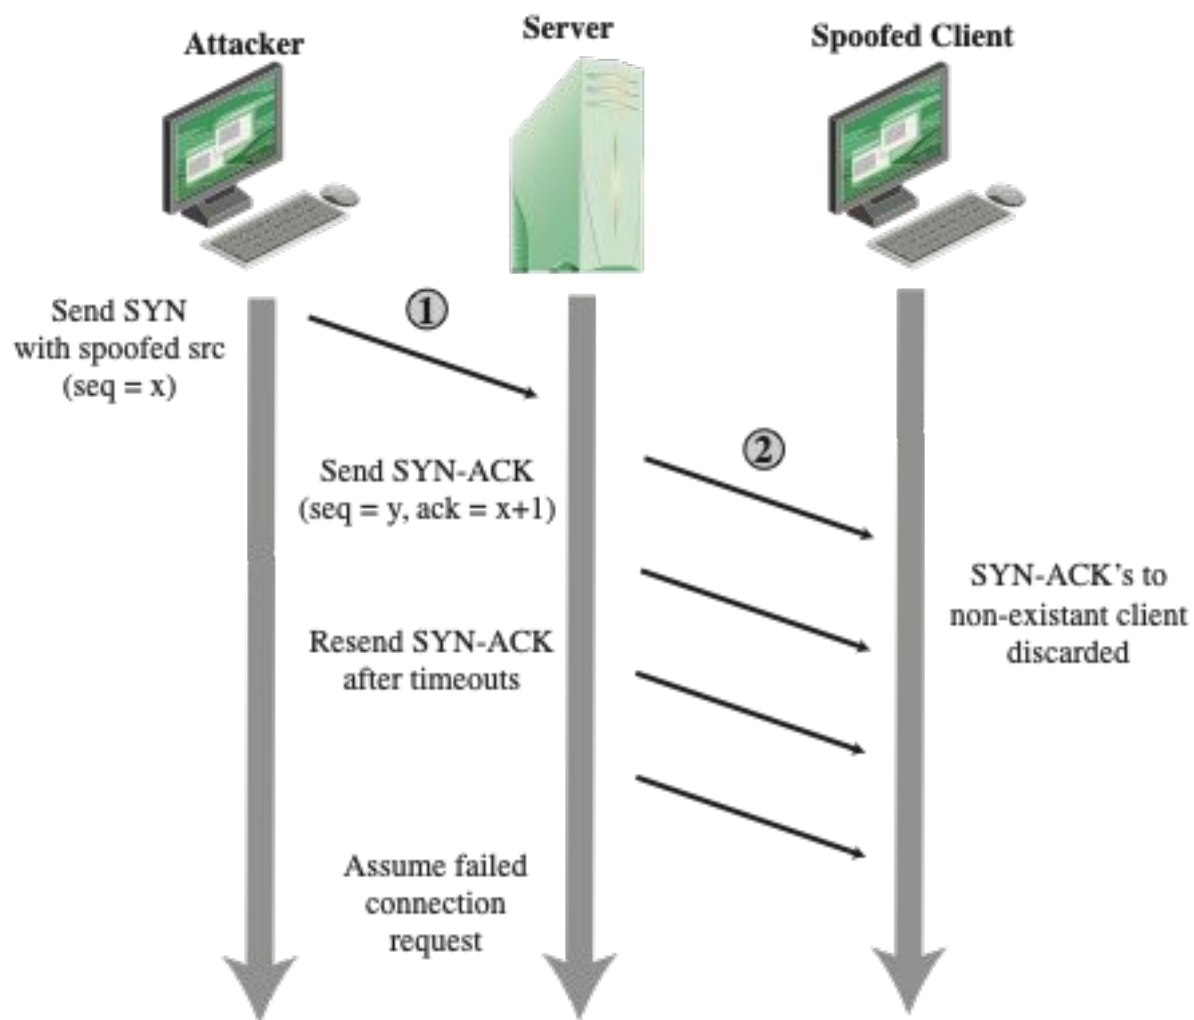 Attacker
Server
Spoofed Client
Send SYN
with spoofed src
(seq = x)
1
Send SYN-ACK
(seq = y, ack = x+1)
2
SYN-ACK's to
non-existant client
discarded
Resend SYN-ACK
after timeouts
Assume failed
connection
request